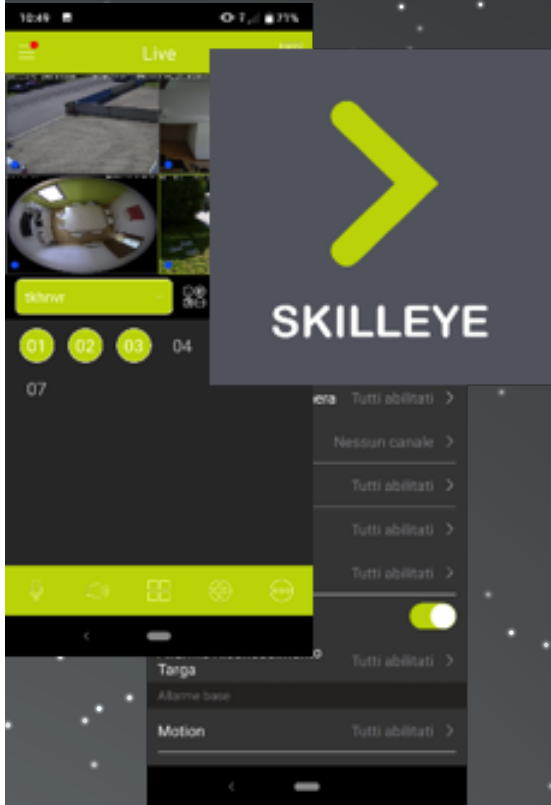 10:49
71%
Live
SKILLEYE
tkhnvr
01 02 03 04
07
era Tutti abilitati
Nessun canale
Tutti abilitati
Tutti abilitati
Tutti abilitati
Targa Tutti abilitati
Allarme base
Motion Tutti abilitati